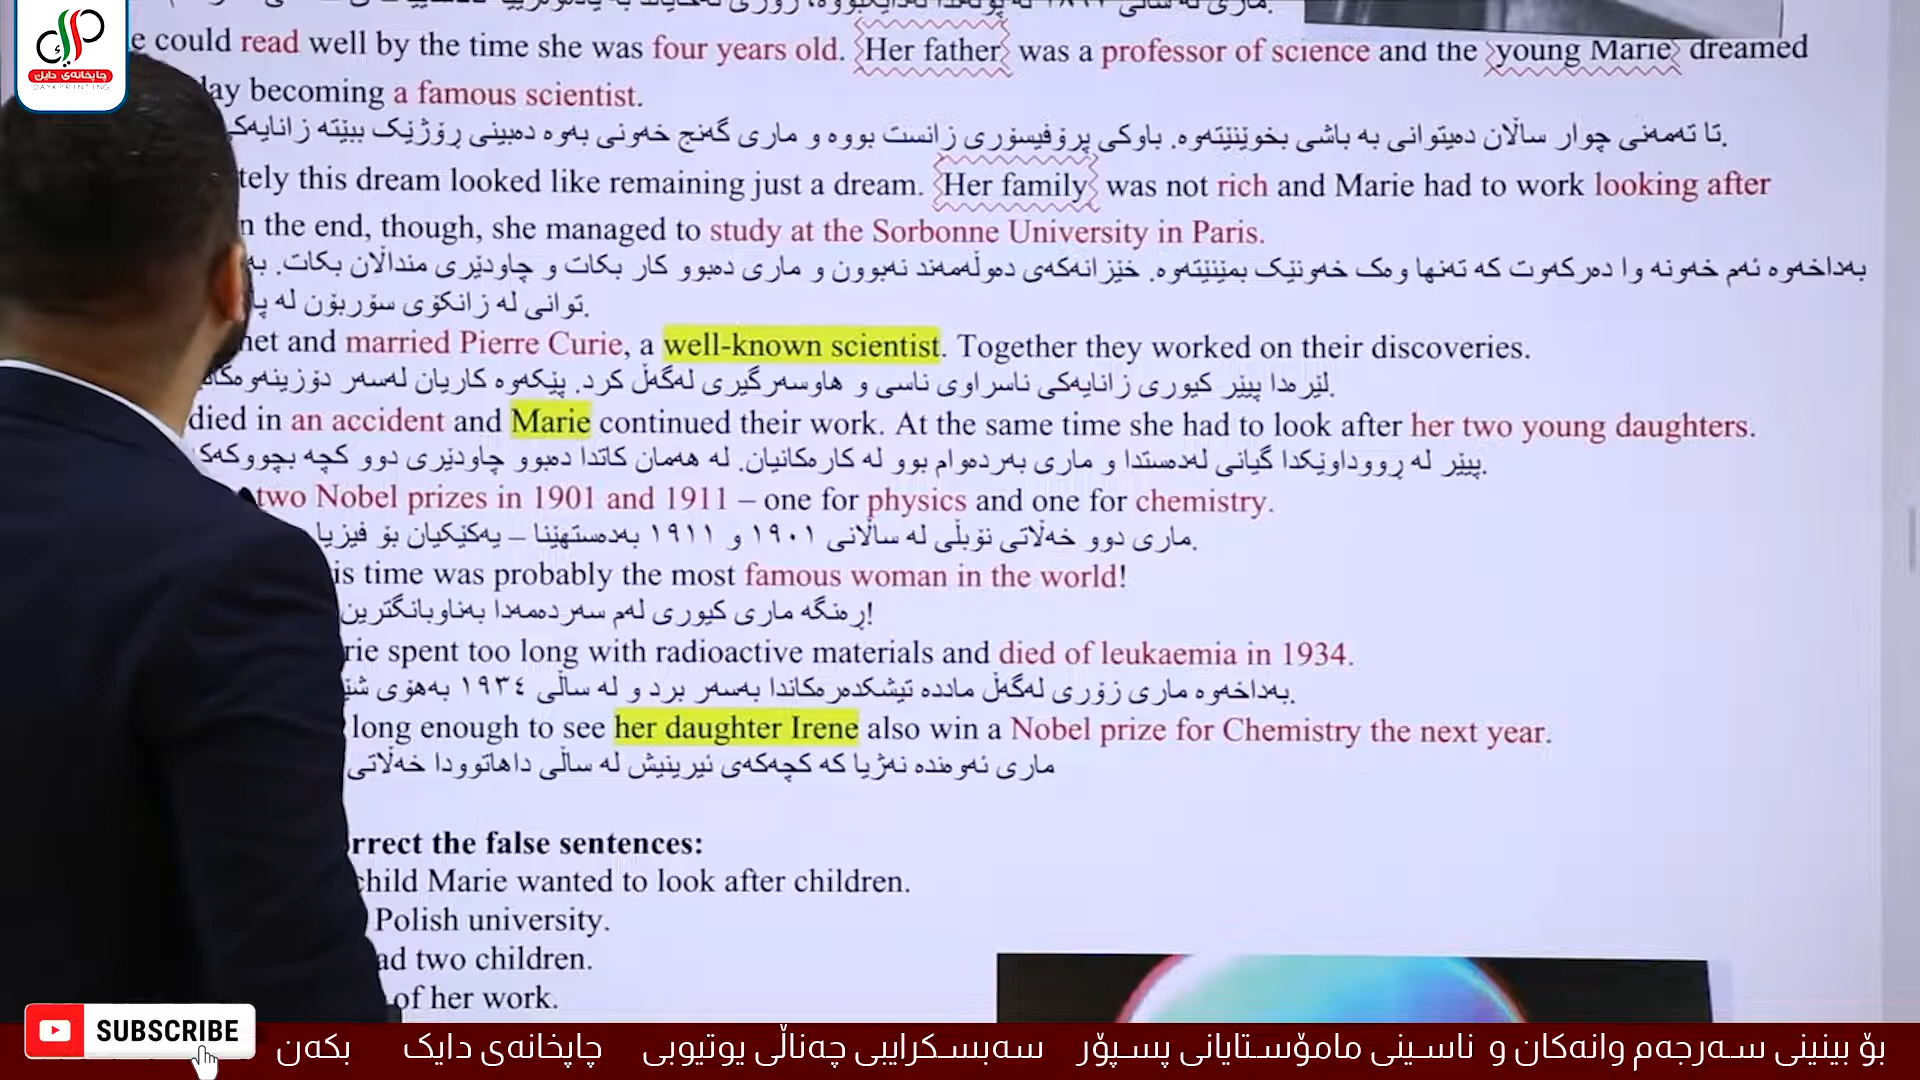 ماری له ساڵی
e could read well by the time she was four years old. Her father was a professor of science and the young Marie dreamed
lay becoming a famous scientist.
تا تەمەنی چوار ساڵان دەیتوانی بە باشی بخوێنێتەوە. باوکی پرۆفیسۆری زانست بووە و ماری گەنج خەونی بەوە دەبینی ڕۆژێک ببێتە زانایەکی
tely this dream looked like remaining just a dream. Her family was not rich and Marie had to work looking after
n the end, though, she managed to study at the Sorbonne University in Paris.
بەداخەوە ئەم خەونە وا دەرکەوت کە تەنها وەک خەونێک بمێنێتەوە. خێزانەکەی دەوڵەمەند نەبوون و ماری دەبوو کار بکات و چاودێری منداڵان بکات. بە
توانی لە زانکۆی سۆربۆن لە پا
net and married Pierre Curie, a well-known scientist. Together they worked on their discoveries.
لێرەدا پیێر کیوری زانایەکی ناسراوی ناسی و هاوسەرگیری لەگەڵ کرد. پێکەوە کاریان لەسەر دۆزینەوەکا
died in an accident and Marie continued their work. At the same time she had to look after her two young daughters.
پیێر لە ڕووداوێکدا گیانی لەدەستدا و ماری بەردەوام بوو لە کارەکانیان. لە هەمان کاتدا دەبوو چاودێری دوو کچە بچووکەک
two Nobel prizes in 1901 and 1911 – one for physics and one for chemistry.
ماری دوو خەڵاتی نۆبڵی لە ساڵانی ١٩٠١ و ١٩١١ بەدەستهێنا – یەکێکیان بۆ فیزیا
is time was probably the most famous woman in the world!
ڕەنگە ماری کیوری لەم سەردەمەدا بەناوبانگترین!
rie spent too long with radioactive materials and died of leukaemia in 1934.
بەداخەوە ماری زۆری لەگەڵ ماددە تیشکدەرەکاندا بەسەر برد و لە ساڵی ١٩٣٤ بەهۆی شێ
long enough to see her daughter Irene also win a Nobel prize for Chemistry the next year.
ماری ئەوەندە نەژیا کە کچەکەی ئیرینیش لە ساڵی داهاتوودا خەڵاتی
rrect the false sentences:
child Marie wanted to look after children.
Polish university.
ad two children.
of her work.
چاپخانەی دایک
DAYK PRINTING
SUBSCRIBE
بۆ بینینی سەرجەم وانەکان و ناسینی مامۆستایانی پسپۆر سەبسکرایبی چەناڵی یوتیوبی چاپخانەی دایک بکەن